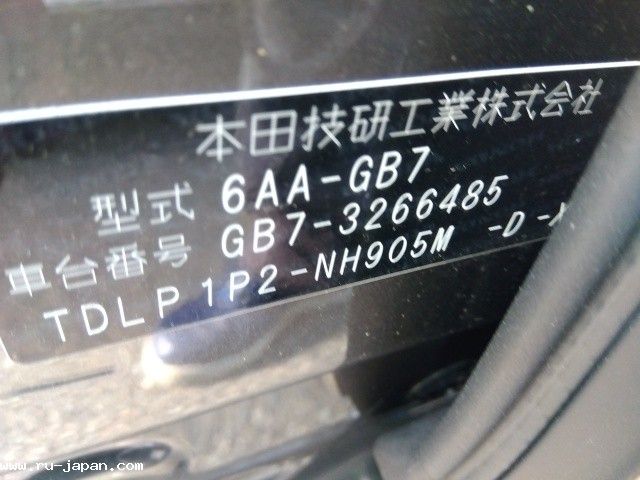 本田技研工業株式会社
型式 6AA-GB7
車台番号 GB7-3266485
TDLP 1P2-NH905M -D -X
www.ru-japan.com